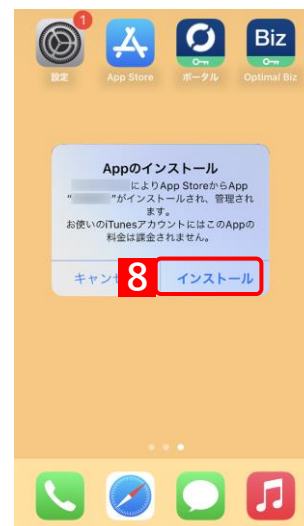 1
Biz
設定
App Store
ポータル
Optimal Biz
Appのインストール
によりApp StoreからApp
" "がインストールされ、管理され
ます。
お使いのiTunesアカウントにはこのAppの
料金は課金されません。
キャンセ
8
インストール